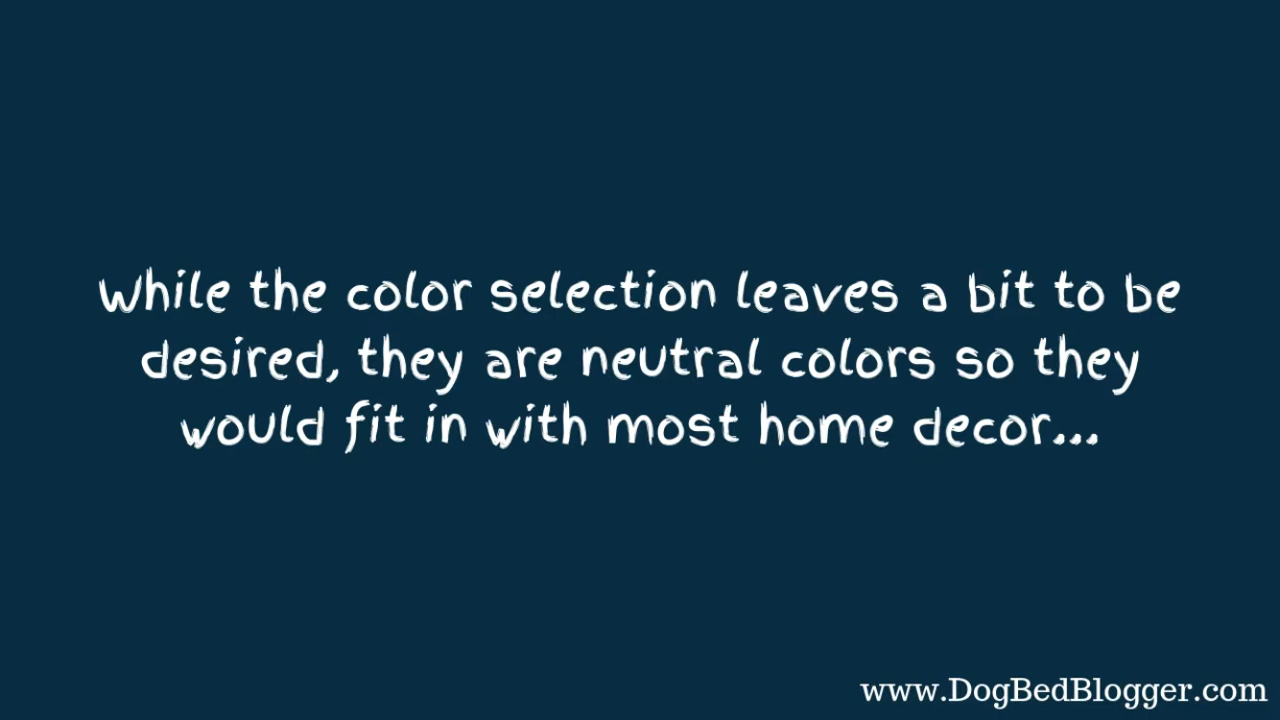 While the color selection leaves a bit to be
desired, they are neutral colors so they
would fit in with most home decor...
www.DogBedBlogger.com